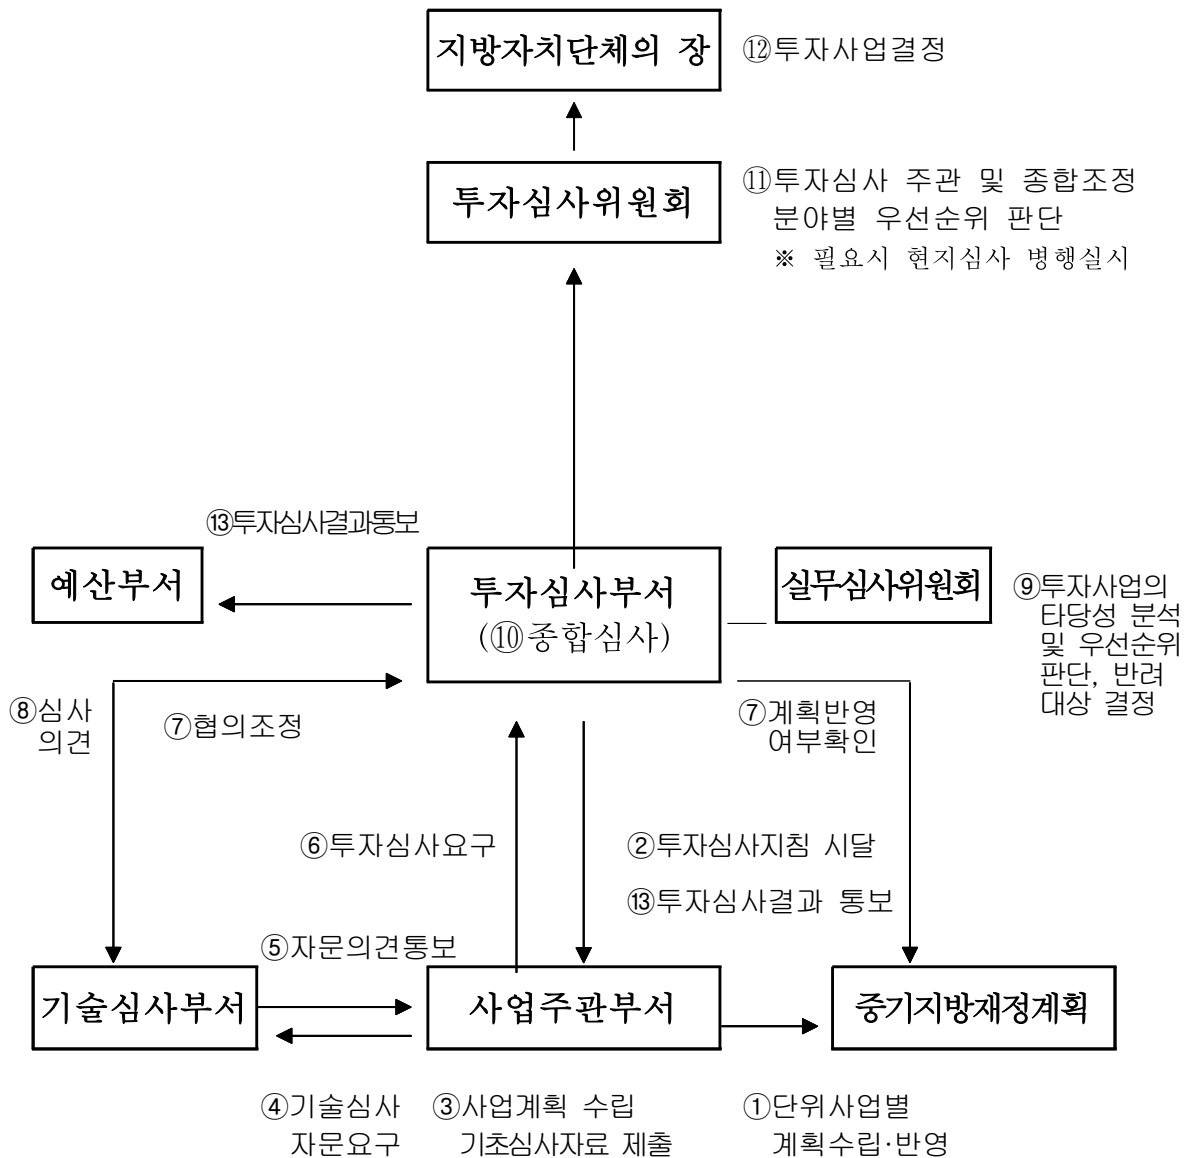 지방자치단체의 장
⑫투자사업결정
투자심사위원회
⑪투자심사 주관 및 종합조정
분야별 우선순위 판단
※ 필요시 현지심사 병행실시
⑬투자심사결과통보
예산부서
투자심사부서
(⑩종합심사)
실무심사위원회
⑨투자사업의
타당성 분석
및 우선순위
판단, 반려
대상 결정
⑧심사
의견
⑦협의조정
⑦계획반영
여부확인
⑥투자심사요구
②투자심사지침 시달
⑬투자심사결과 통보
⑤자문의견통보
기술심사부서
사업주관부서
중기지방재정계획
④기술심사
자문요구
③사업계획 수립
기초심사자료 제출
①단위사업별
계획수립·반영